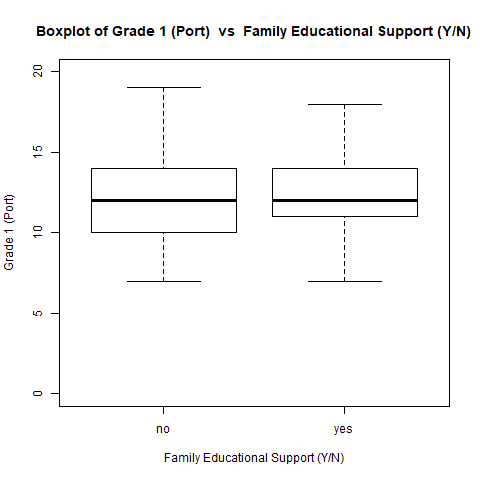 Boxplot of Grade 1 (Port)  vs  Family Educational Support (Y/N)
20
15
10
5
0
Grade 1 (Port)
no
yes
Family Educational Support (Y/N)